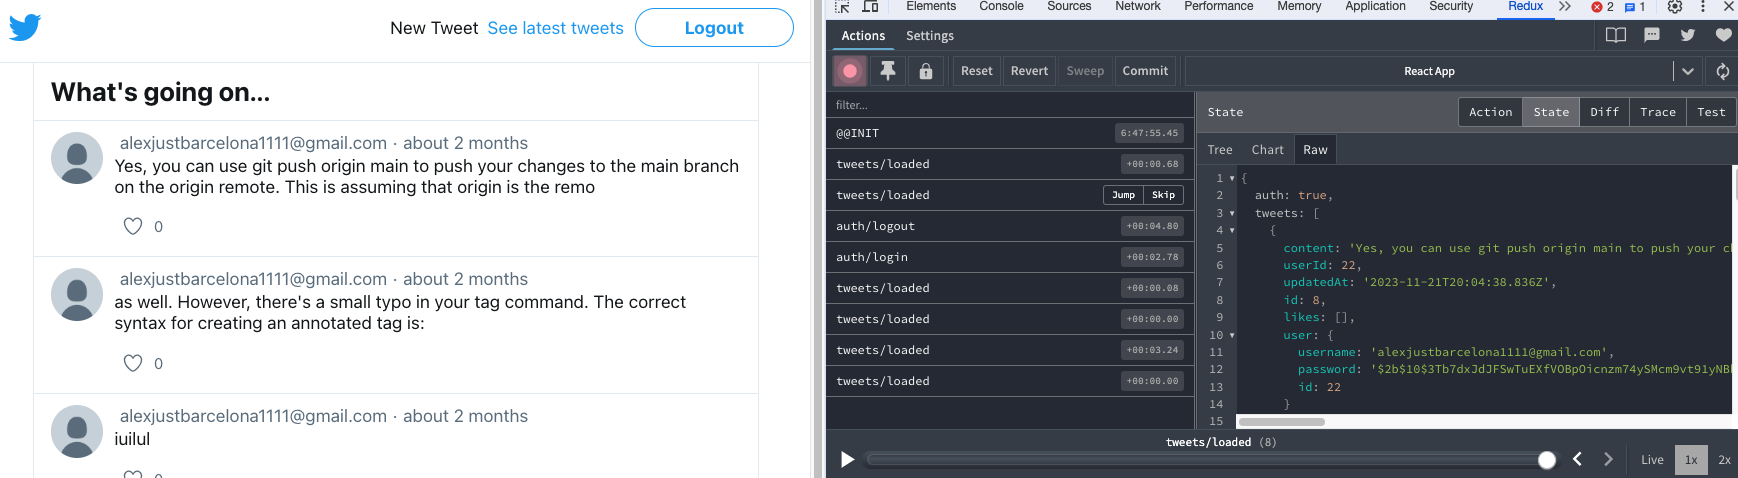 New Tweet See latest tweets Logout
What's going on...
alexjustbarcelona1111@gmail.com · about 2 months
Yes, you can use git push origin main to push your changes to the main branch
on the origin remote. This is assuming that origin is the remo
0
alexjustbarcelona1111@gmail.com · about 2 months
as well. However, there's a small typo in your tag command. The correct
syntax for creating an annotated tag is:
0
alexjustbarcelona1111@gmail.com · about 2 months
iuilul
Elements Console Sources Network Performance Memory Application Security Redux 2 1
Actions Settings
Reset Revert Sweep Commit React App
filter...
@@INIT 6:47:55.45
tweets/loaded +00:00.68
tweets/loaded Jump Skip
auth/logout +00:04.80
auth/login +00:02.78
tweets/loaded +00:00.08
tweets/loaded +00:00.00
tweets/loaded +00:03.24
tweets/loaded +00:00.00
State Action State Diff Trace Test
Tree Chart Raw
1 {
2 auth: true,
3 tweets: [
4 {
5 content: 'Yes, you can use git push origin main to push your
6 userId: 22,
7 updatedAt: '2023-11-21T20:04:38.836Z',
8 id: 8,
9 likes: [],
10 user: {
11 username: 'alexjustbarcelona1111@gmail.com',
12 password: '$2b$10$3Tb7dxJdJFSwTuEXfVOBpOicnzm74ySMcm9vt91yNB
13 id: 22
14 }
15
tweets/loaded (8)
Live 1x 2x